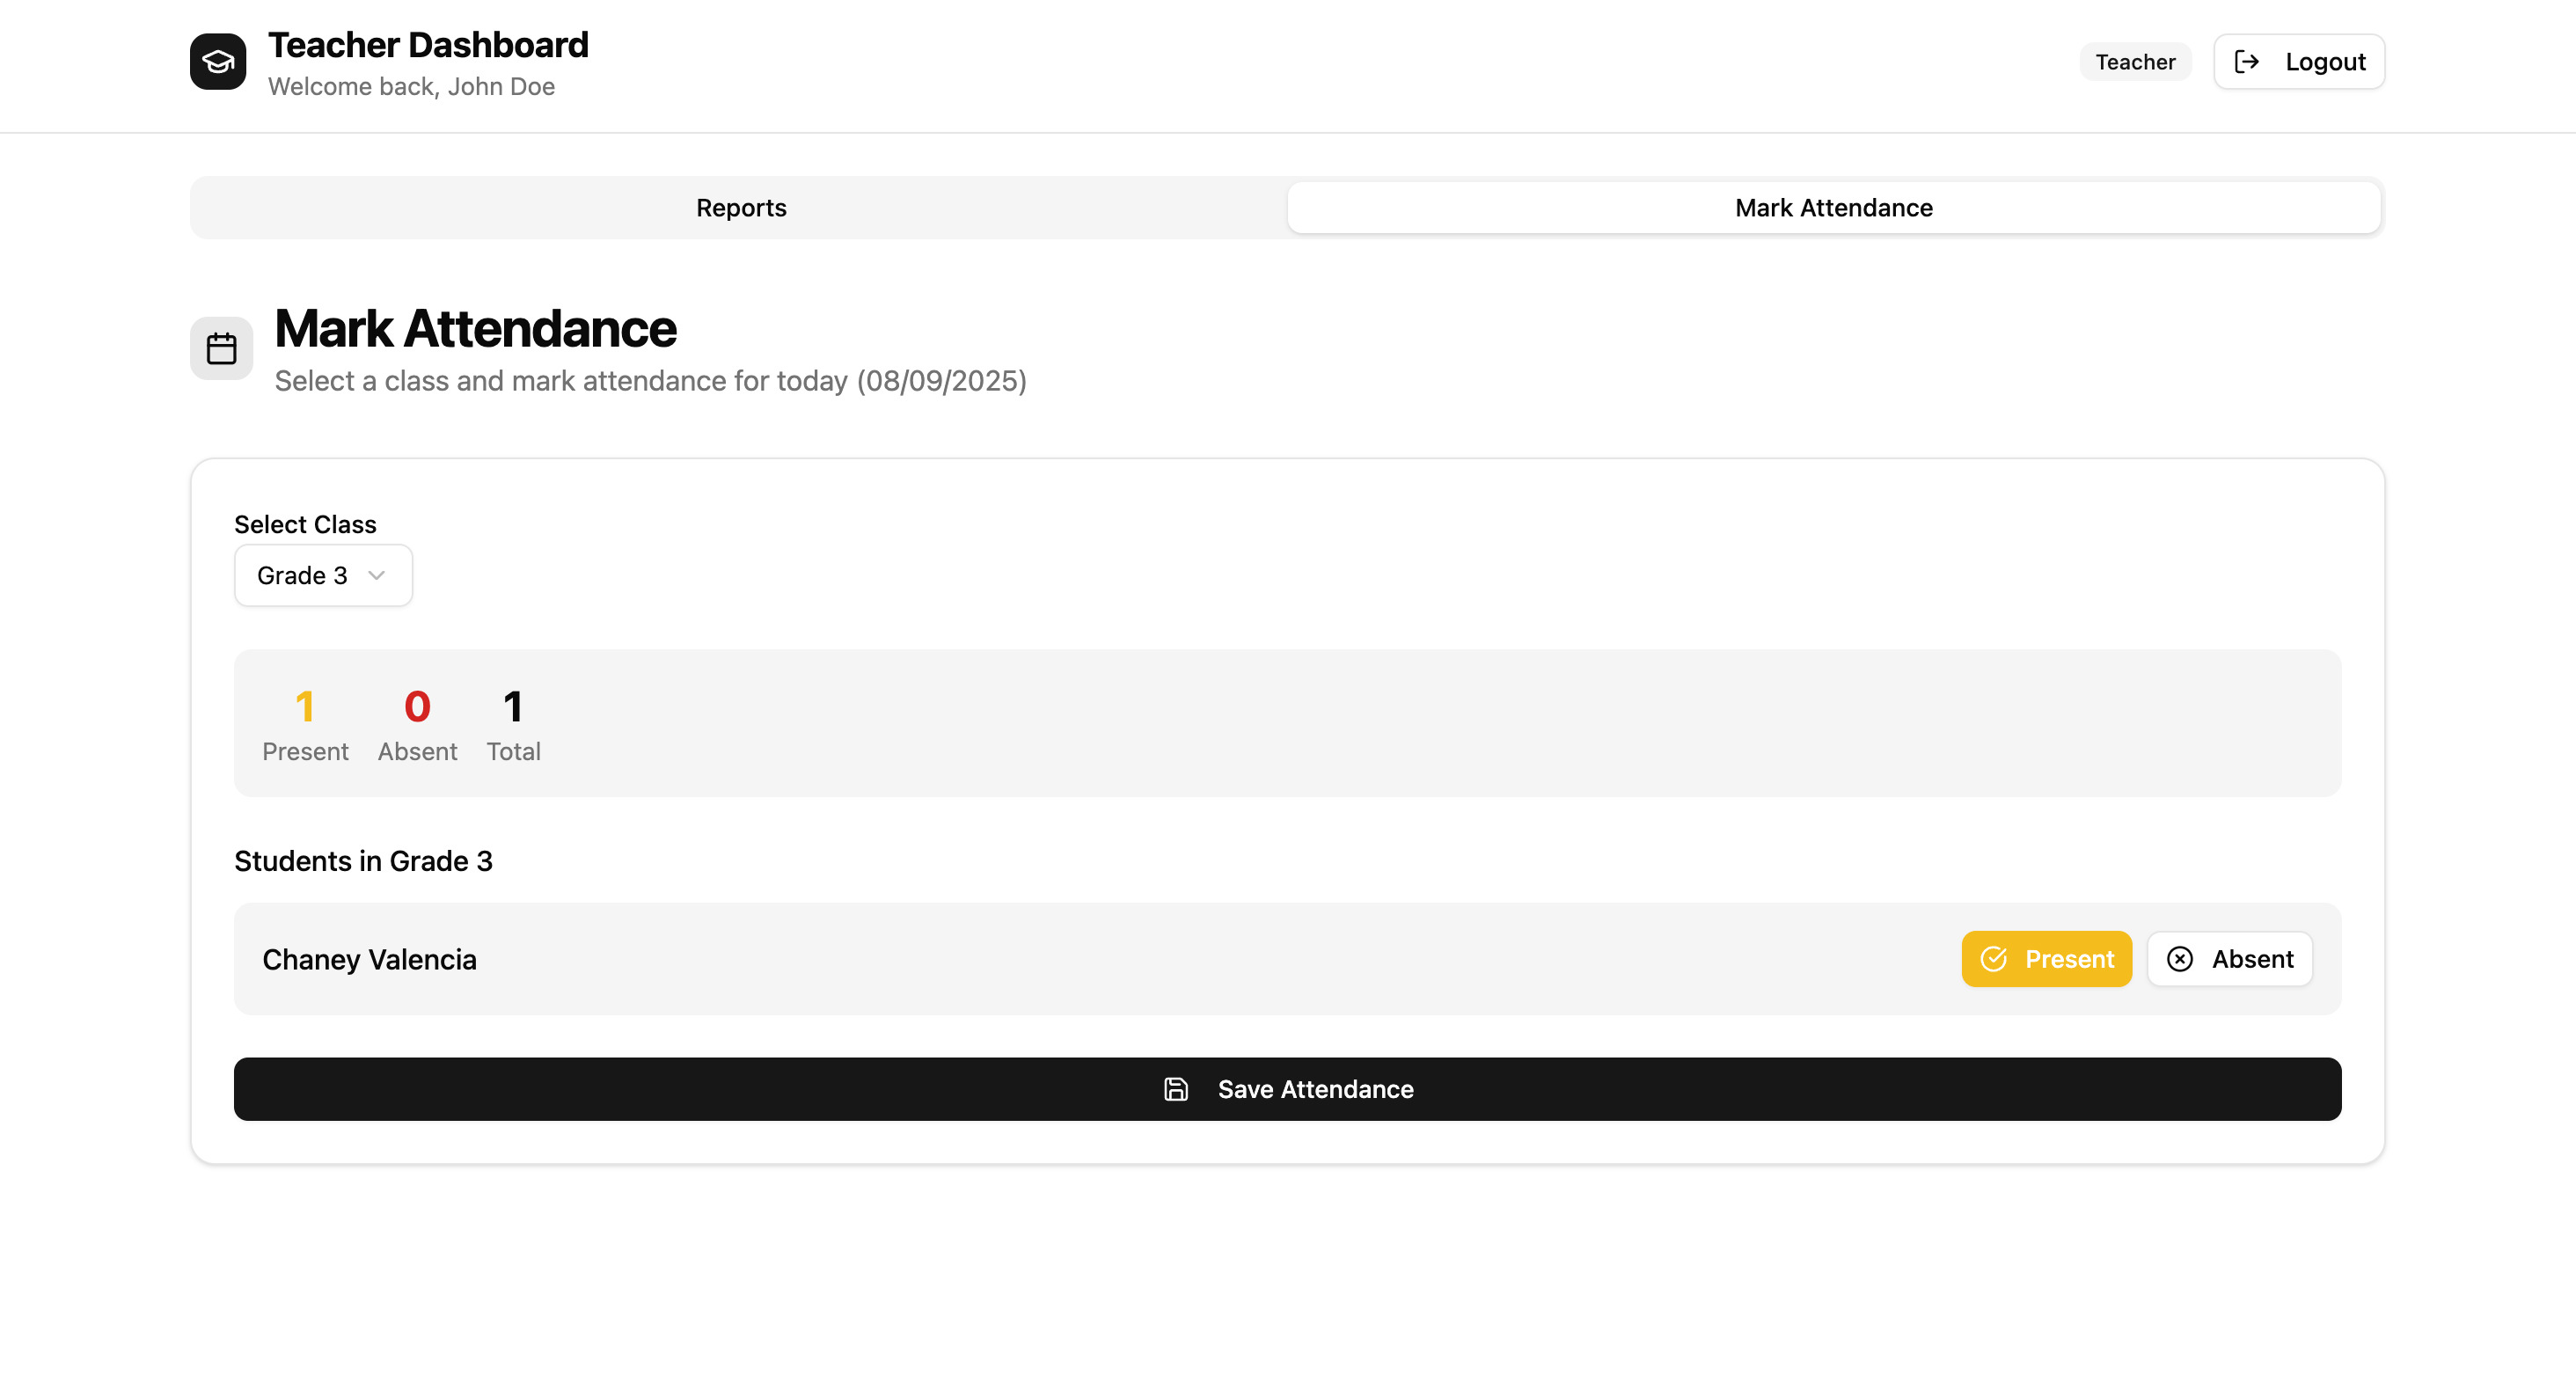 Teacher Dashboard
Welcome back, John Doe
Teacher
Logout
Reports
Mark Attendance
Mark Attendance
Select a class and mark attendance for today (08/09/2025)
Select Class
Grade 3
1
Present
0
Absent
1
Total
Students in Grade 3
Chaney Valencia
Present
Absent
Save Attendance